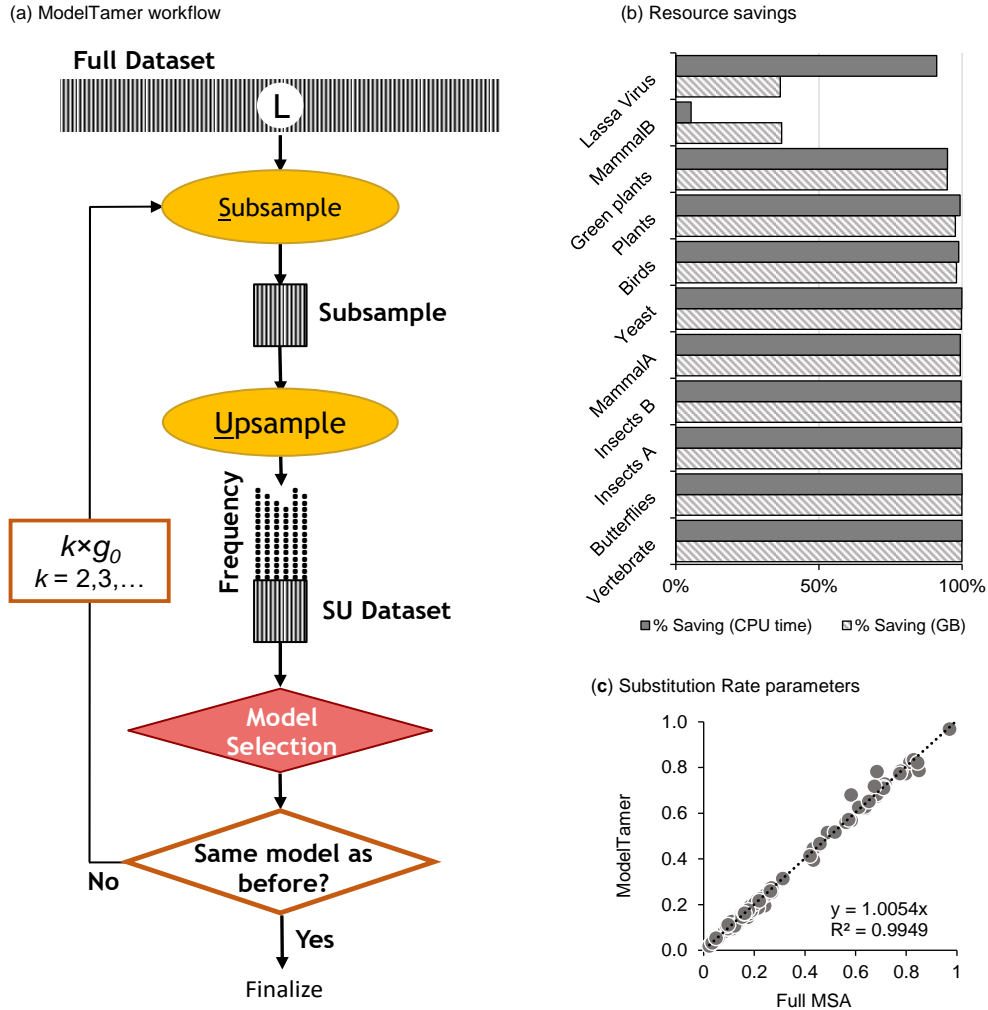 (a) ModelTamer workflow
Full Dataset
L
Subsample
Subsample
Upsample
Frequency
k×g0
k = 2,3,…
SU Dataset
Model
Selection
Same model as
before?
No
Yes
Finalize
(b) Resource savings
Lassa Virus
MammalB
Green plants
Plants
Birds
Yeast
MammalA
Insects B
Insects A
Butterflies
Vertebrate
0% 50% 100%
% Saving (CPU time) % Saving (GB)
(c) Substitution Rate parameters
ModelTamer
1.0
0.8
0.6
0.4
0.2
0.0
y = 1.0054x
R² = 0.9949
0 0.2 0.4 0.6 0.8 1
Full MSA